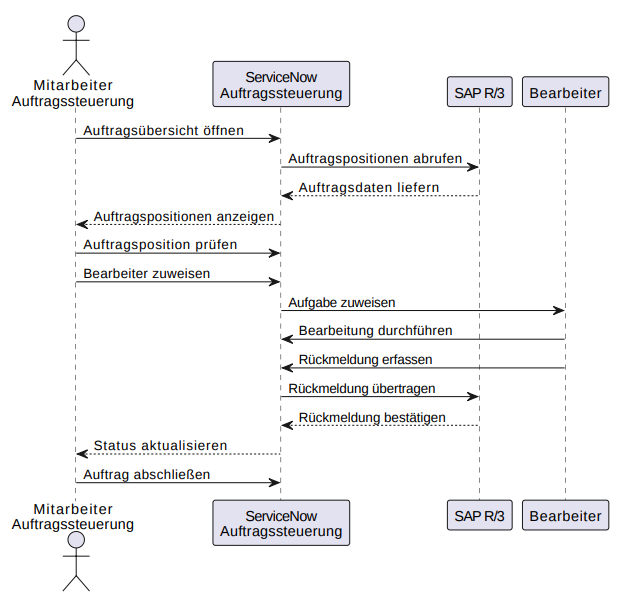 Mitarbeiter
Auftragssteuerung
ServiceNow
Auftragssteuerung
SAP R/3
Bearbeiter
Auftragsübersicht öffnen
Auftragspositionen abrufen
Auftragsdaten liefern
Auftragspositionen anzeigen
Auftragsposition prüfen
Bearbeiter zuweisen
Aufgabe zuweisen
Bearbeitung durchführen
Rückmeldung erfassen
Rückmeldung übertragen
Rückmeldung bestätigen
Status aktualisieren
Auftrag abschließen
Mitarbeiter
Auftragssteuerung
ServiceNow
Auftragssteuerung
SAP R/3
Bearbeiter